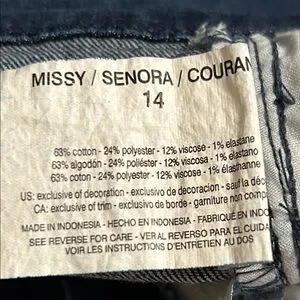 MISSY / SENORA / COURAN
14
63% cotton - 24% polyester - 12% viscose - 1% elastane
63% algodón - 24% poliéster - 12% viscosa - 1% elastano
63% coton - 24% polyester - 12% viscose - 1% élasthanne
US: exclusive of decoration - exclusivo de decoracion - sauf la déc
CA: exclusive of trim - exclusivo de borde - garniture non comp
MADE IN INDONESIA - HECHO EN INDONESIA - FABRIQUÉ EN INDO
SEE REVERSE FOR CARE - VER AL REVERSO PARA EL CUIDA
VOIR LES INSTRUCTIONS D'ENTRETIEN AU DOS